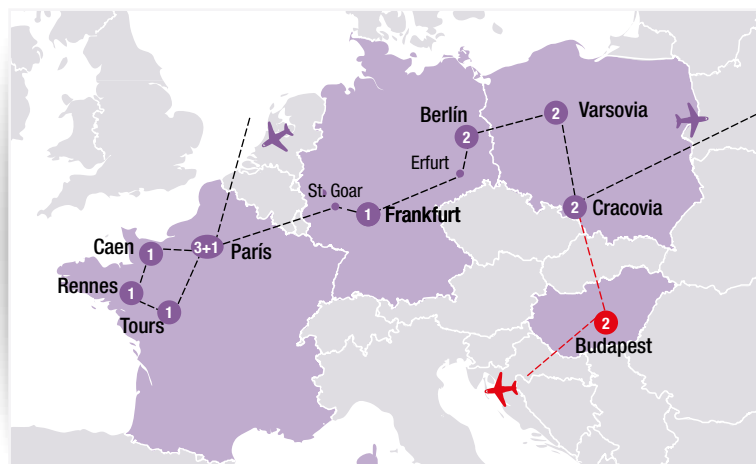 Berlín
2
2
Varsovia
Erfurt
St. Goar
1
Frankfurt
2
Cracovia
Caen
1
3+1
París
Rennes
1
Tours
1
2
Budapest